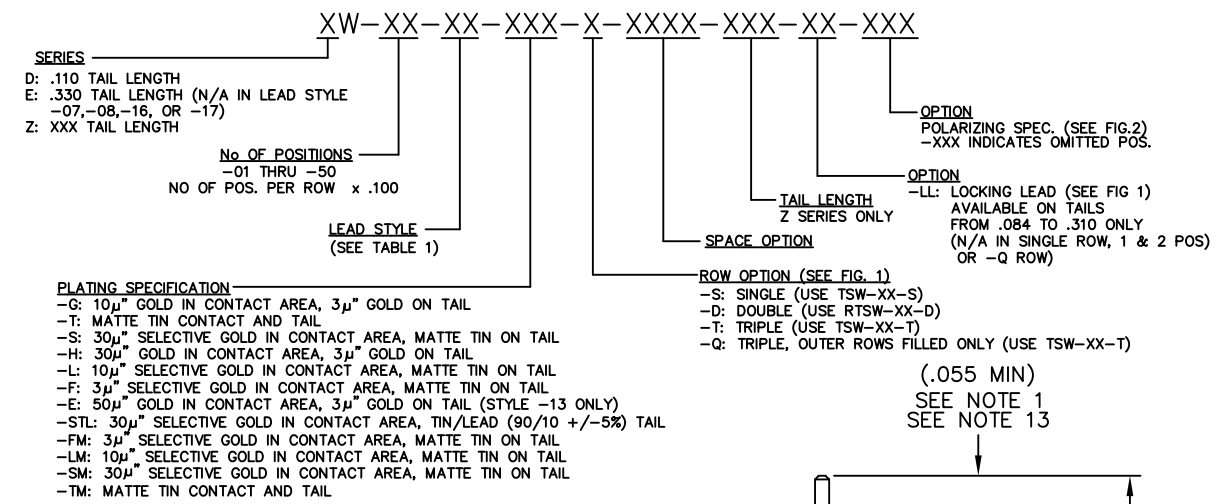 XW-XX-XX-XXX-X-XXXX-XXX-XX-XXX
SERIES
D: .110 TAIL LENGTH
E: .330 TAIL LENGTH (N/A IN LEAD STYLE
-07,-08,-16, OR -17)
Z: XXX TAIL LENGTH
No OF POSITIIONS
-01 THRU -50
NO OF POS. PER ROW x .100
LEAD STYLE
(SEE TABLE 1)
PLATING SPECIFICATION
-G: 10µ" GOLD IN CONTACT AREA, 3µ" GOLD ON TAIL
-T: MATTE TIN CONTACT AND TAIL
-S: 30µ" SELECTIVE GOLD IN CONTACT AREA, MATTE TIN ON TAIL
-H: 30µ" GOLD IN CONTACT AREA, 3µ" GOLD ON TAIL
-L: 10µ" SELECTIVE GOLD IN CONTACT AREA, MATTE TIN ON TAIL
-F: 3µ" SELECTIVE GOLD IN CONTACT AREA, MATTE TIN ON TAIL
-E: 50µ" GOLD IN CONTACT AREA, 3µ" GOLD ON TAIL (STYLE -13 ONLY)
-STL: 30µ" SELECTIVE GOLD IN CONTACT AREA, TIN/LEAD (90/10 +/-5%) TAIL
-FM: 3µ" SELECTIVE GOLD IN CONTACT AREA, MATTE TIN ON TAIL
-LM: 10µ" SELECTIVE GOLD IN CONTACT AREA, MATTE TIN ON TAIL
-SM: 30µ" SELECTIVE GOLD IN CONTACT AREA, MATTE TIN ON TAIL
-TM: MATTE TIN CONTACT AND TAIL
OPTION
POLARIZING SPEC. (SEE FIG.2)
-XXX INDICATES OMITTED POS.
OPTION
-LL: LOCKING LEAD (SEE FIG 1)
AVAILABLE ON TAILS
FROM .084 TO .310 ONLY
(N/A IN SINGLE ROW, 1 & 2 POS)
OR -Q ROW)
TAIL LENGTH
Z SERIES ONLY
SPACE OPTION
ROW OPTION (SEE FIG. 1)
-S: SINGLE (USE TSW-XX-S)
-D: DOUBLE (USE RTSW-XX-D)
-T: TRIPLE (USE TSW-XX-T)
-Q: TRIPLE, OUTER ROWS FILLED ONLY (USE TSW-XX-T)
(.055 MIN)
SEE NOTE 1
SEE NOTE 13